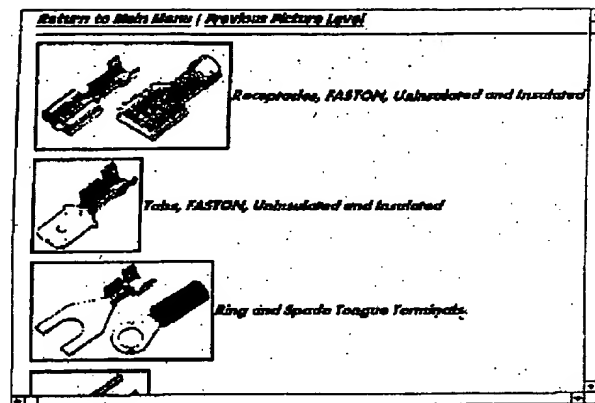 Return to Main Menu / Previous Picture Level
Receptacles, FASTON, Uninsulated and Insulated
Tabs, FASTON, Uninsulated and Insulated
Ring and Spade Tongue Terminals.